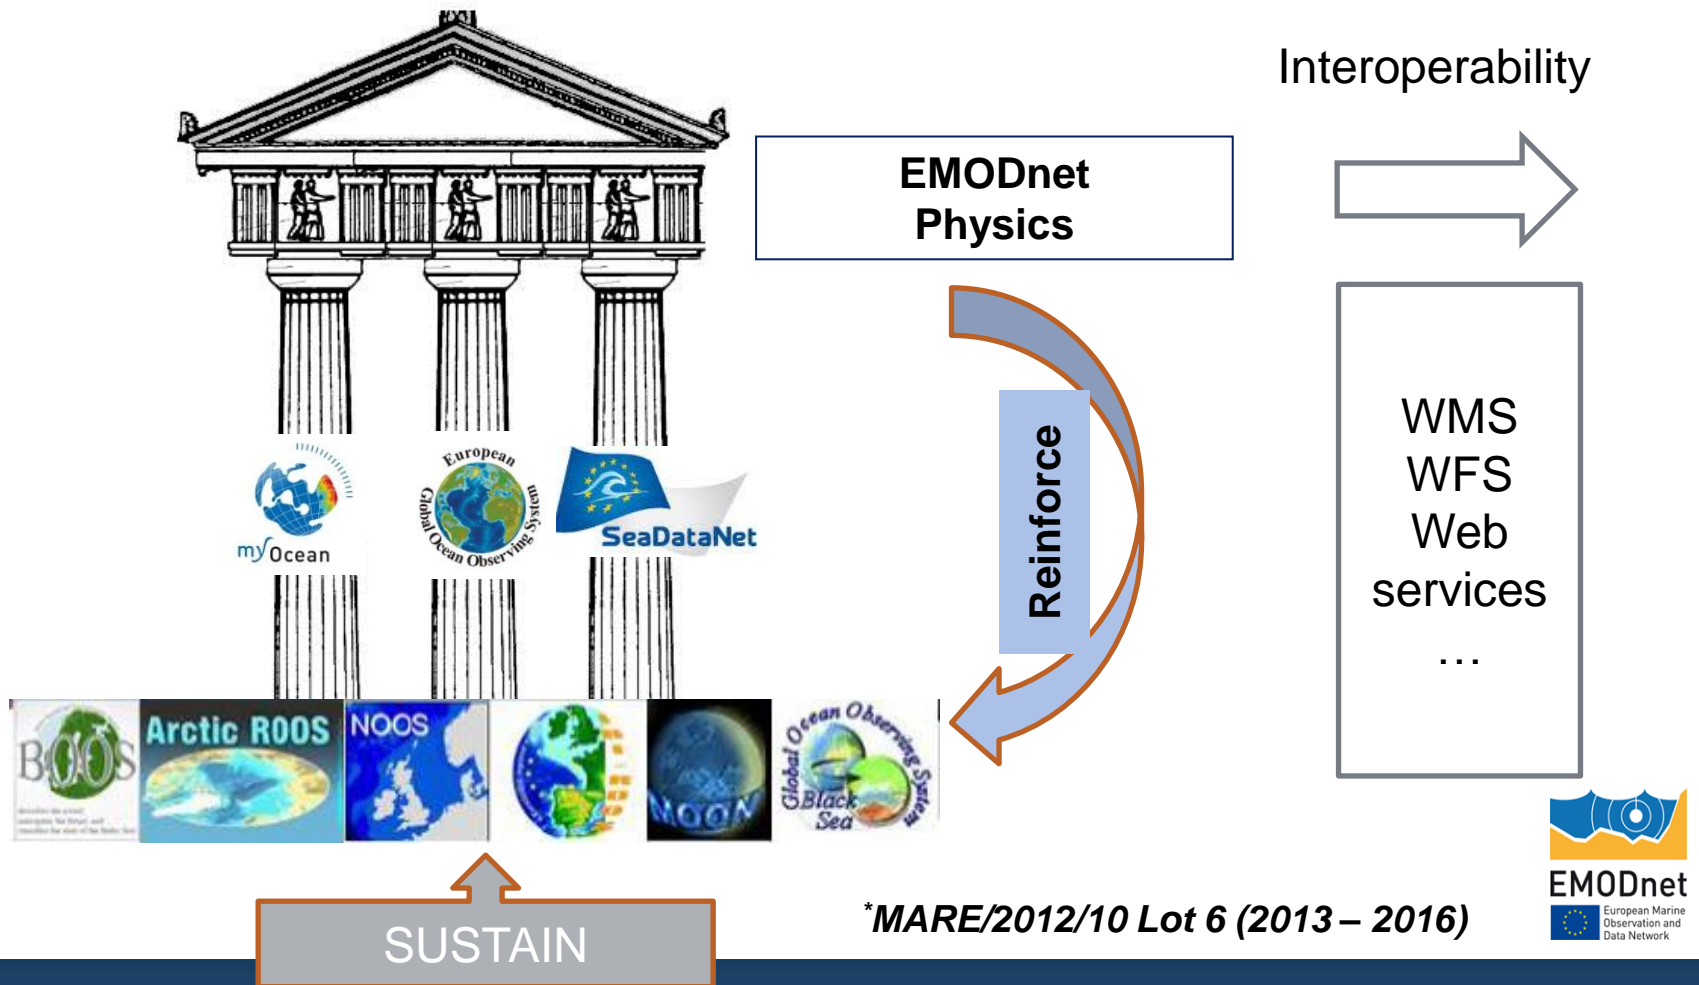 Interoperability
EMODnet
Physics
Reinforce
WMS
WFS
Web
services
…
myOcean
European
Global Ocean Observing System
SeaDataNet
BOOS
Arctic ROOS
NOOS
MOON
Global Ocean Observing System
Black
Sea
SUSTAIN
*MARE/2012/10 Lot 6 (2013 – 2016)
EMODnet
European Marine
Observation and
Data Network